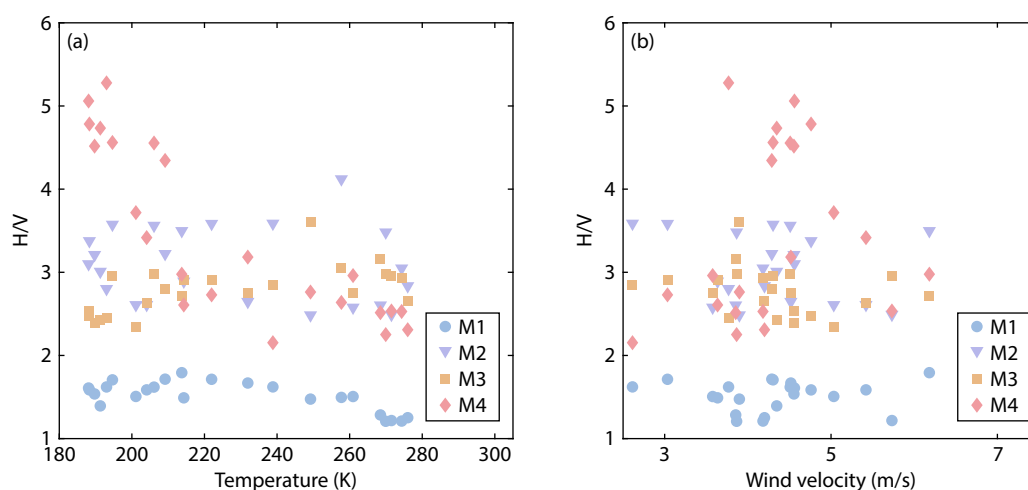 (a)
H/V
6
5
4
3
2
1
180 200 220 240 260 280 300
Temperature (K)
M1
M2
M3
M4
(b)
H/V
6
5
4
3
2
1
3 5 7
Wind velocity (m/s)
M1
M2
M3
M4